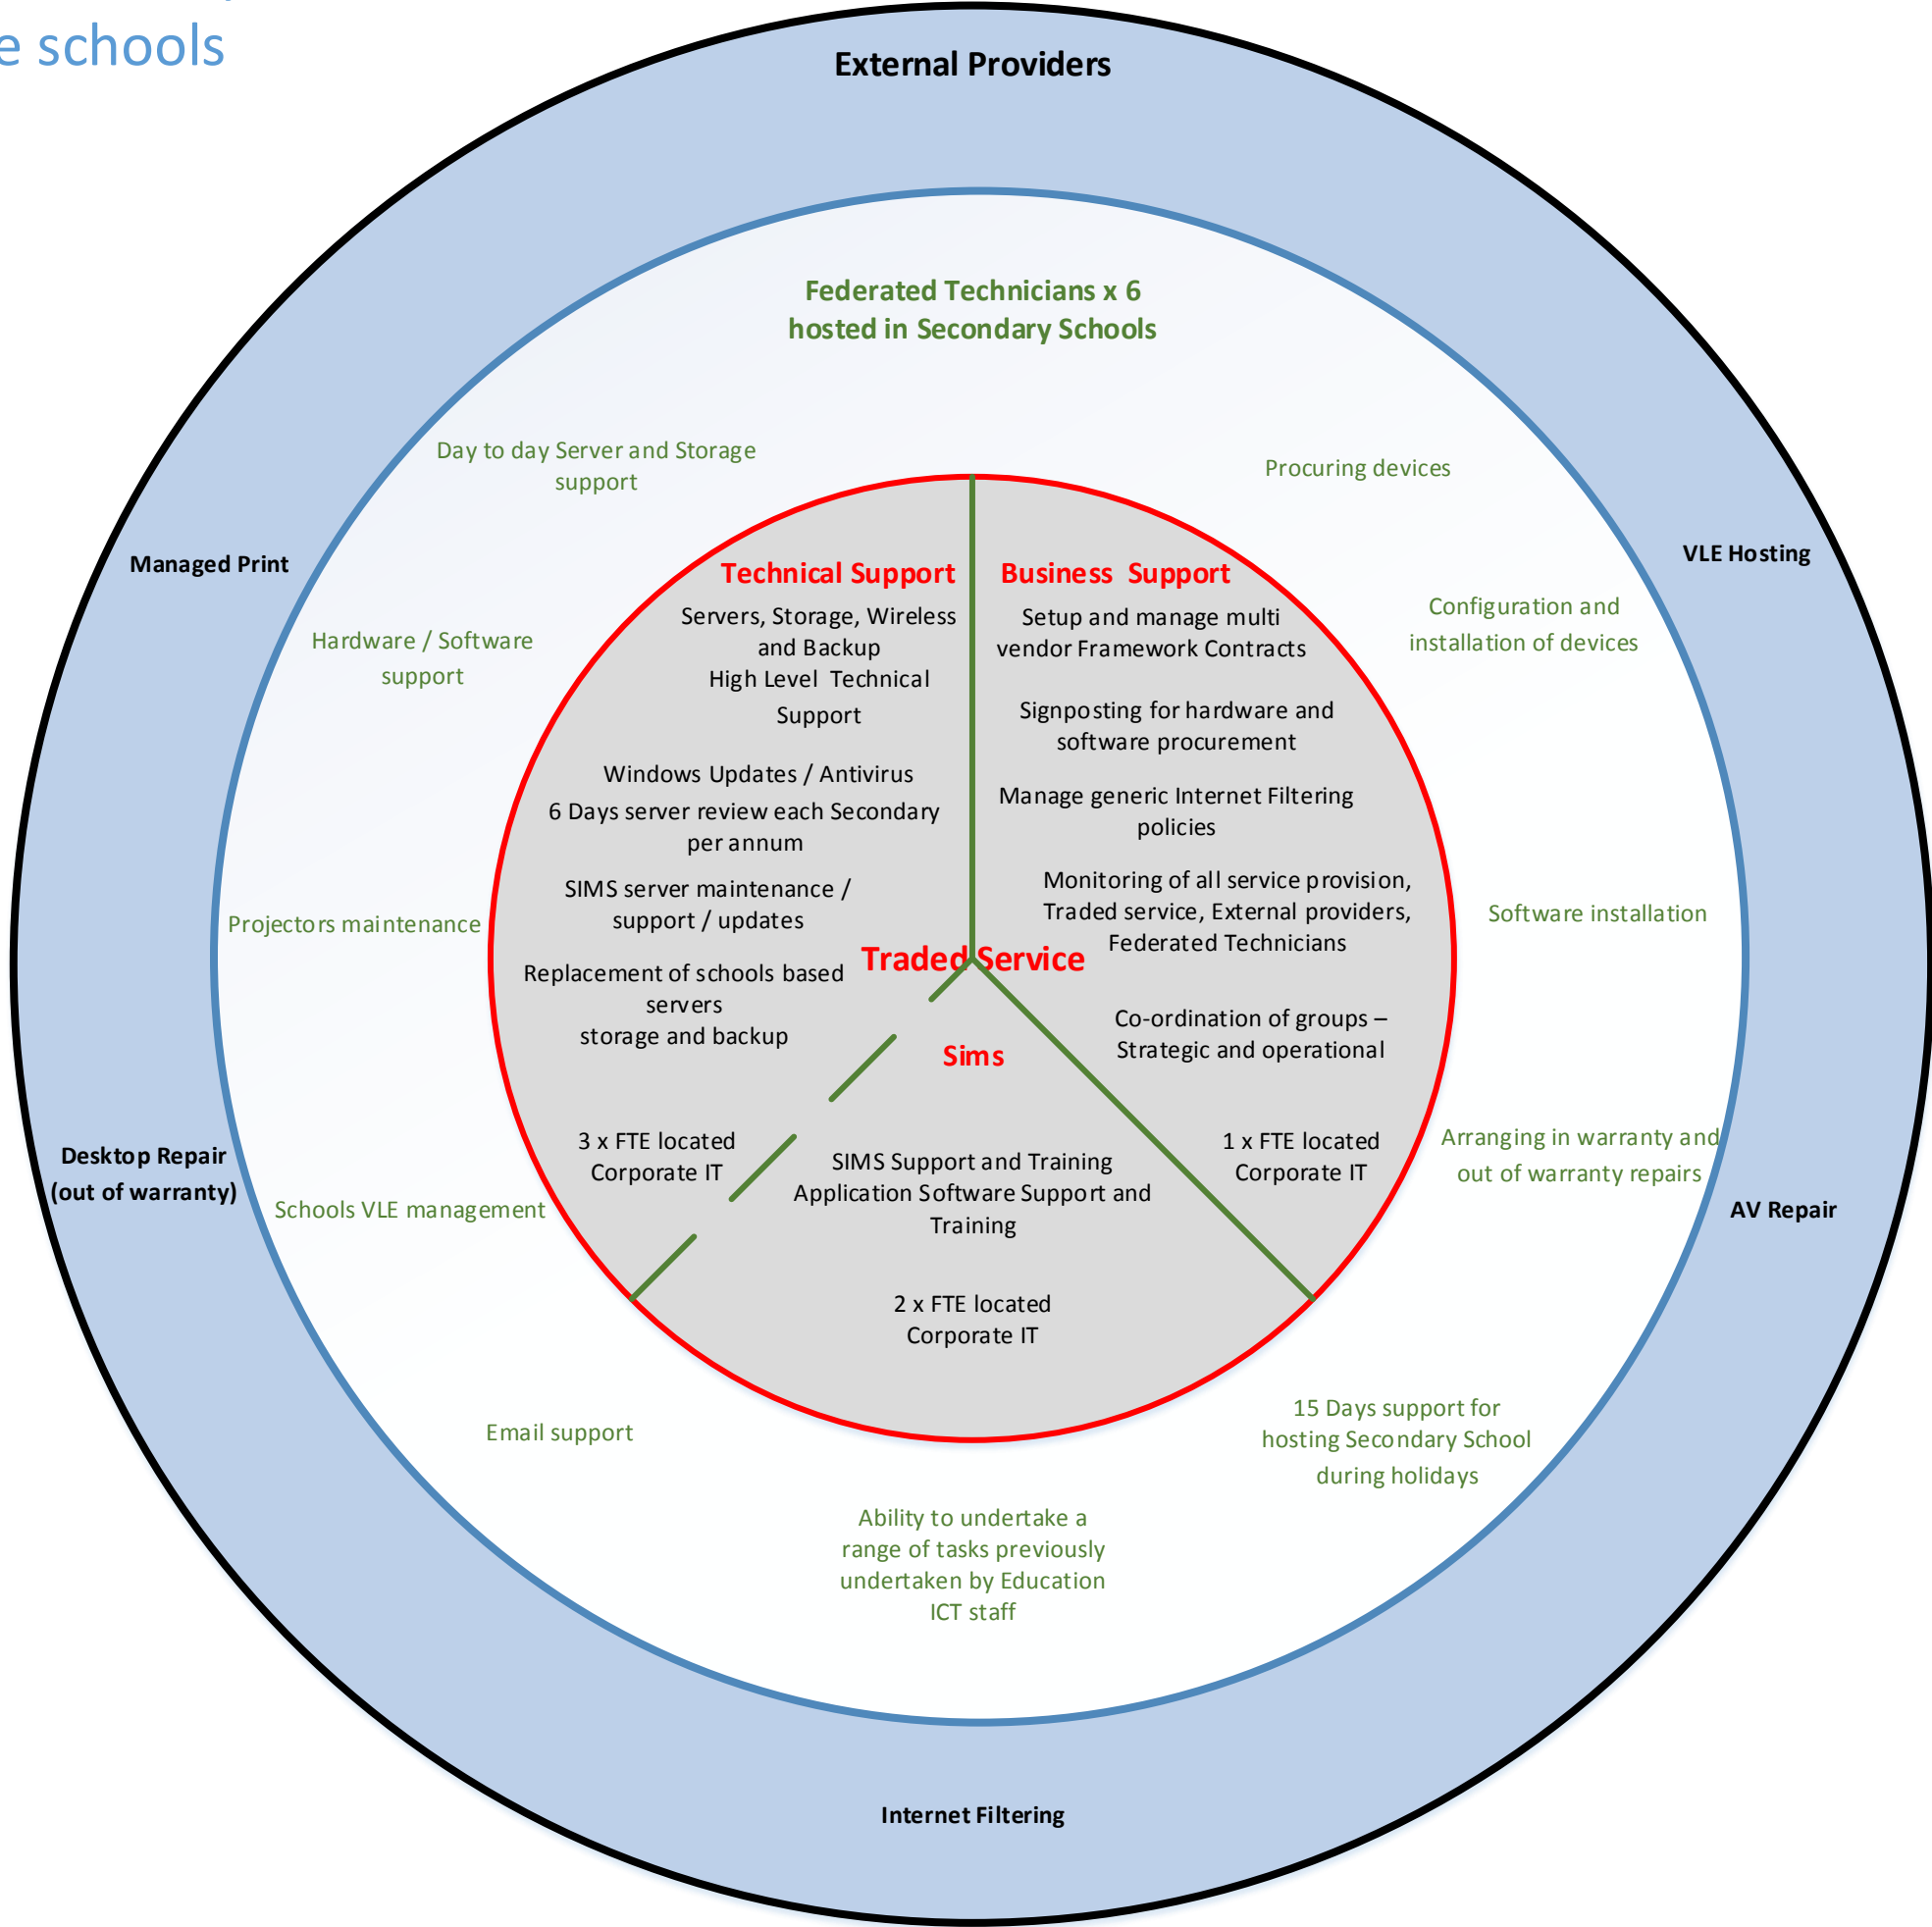 e schools
External Providers
Federated Technicians x 6
hosted in Secondary Schools
Day to day Server and Storage
support
Procuring devices
Managed Print
VLE Hosting
Hardware / Software
support
Configuration and
installation of devices
Technical Support
Servers, Storage, Wireless
and Backup
High Level Technical
Support
Windows Updates / Antivirus
6 Days server review each Secondary
per annum
SIMS server maintenance /
support / updates
Replacement of schools based
servers
storage and backup
3 x FTE located
Corporate IT
Business Support
Setup and manage multi
vendor Framework Contracts
Signposting for hardware and
software procurement
Manage generic Internet Filtering
policies
Monitoring of all service provision,
Traded service, External providers,
Federated Technicians
Co-ordination of groups –
Strategic and operational
1 x FTE located
Corporate IT
Traded Service
Sims
SIMS Support and Training
Application Software Support and
Training
2 x FTE located
Corporate IT
Projectors maintenance
Software installation
Desktop Repair
(out of warranty)
Schools VLE management
Arranging in warranty and
out of warranty repairs
AV Repair
Email support
15 Days support for
hosting Secondary School
during holidays
Ability to undertake a
range of tasks previously
undertaken by Education
ICT staff
Internet Filtering